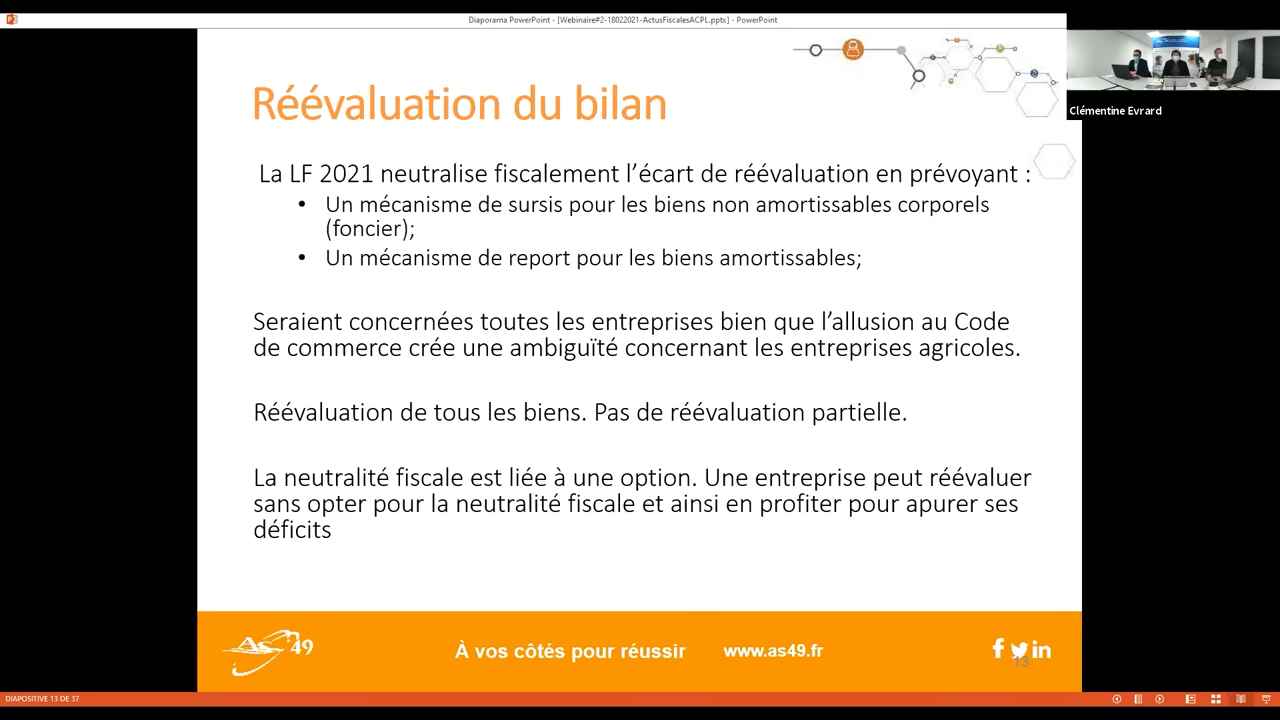 Diaporama PowerPoint - [Webinaire#2-18022021-ActusFiscalesACPL.pptx] - PowerPoint
Clémentine Evrard
Réévaluation du bilan
La LF 2021 neutralise fiscalement l’écart de réévaluation en prévoyant :
• Un mécanisme de sursis pour les biens non amortissables corporels
(foncier);
• Un mécanisme de report pour les biens amortissables;
Seraient concernées toutes les entreprises bien que l’allusion au Code
de commerce crée une ambiguïté concernant les entreprises agricoles.
Réévaluation de tous les biens. Pas de réévaluation partielle.
La neutralité fiscale est liée à une option. Une entreprise peut réévaluer
sans opter pour la neutralité fiscale et ainsi en profiter pour apurer ses
déficits
As 49
À vos côtés pour réussir
www.as49.fr
13
DIAPOSITIVE 13 DE 37